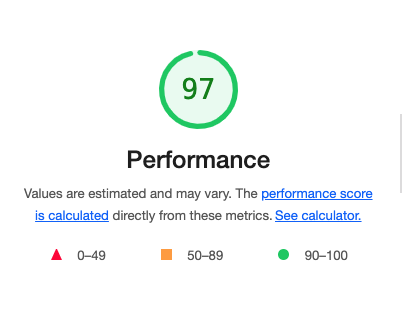 97
Performance
Values are estimated and may vary. The performance score
is calculated directly from these metrics. See calculator.
0–49 50–89 90–100